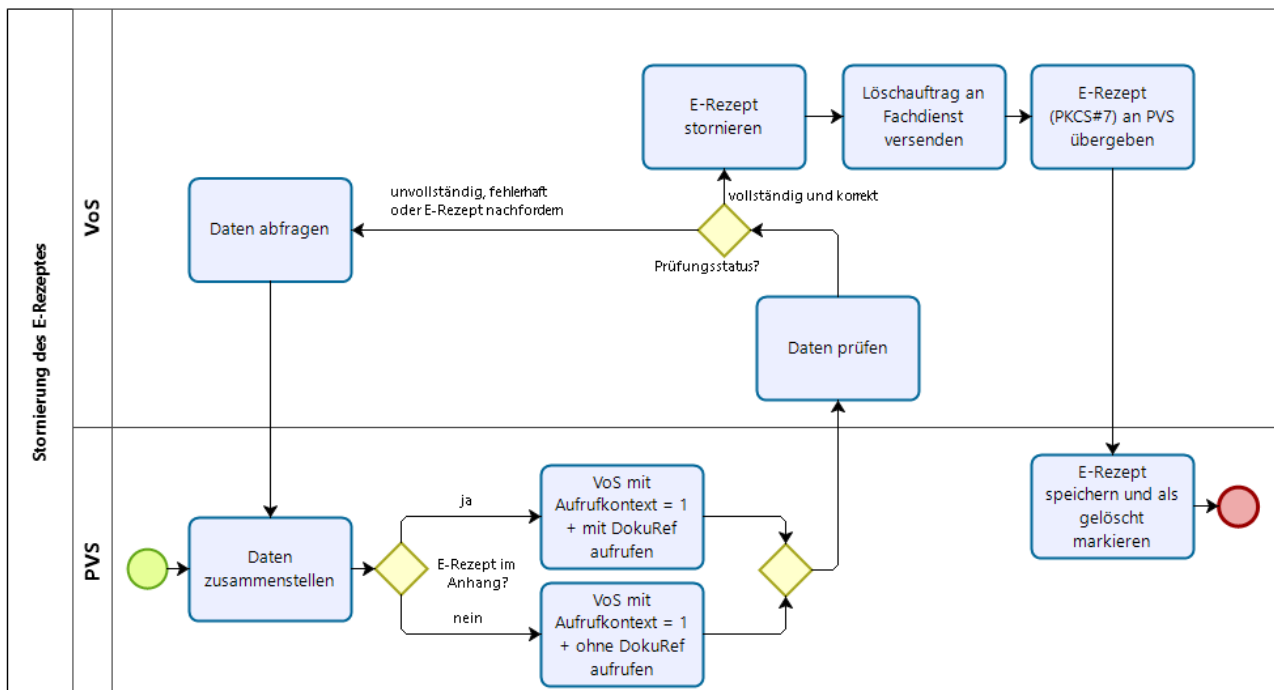 Stornierung des E-Rezeptes
VoS
E-Rezept
stornieren
Löschauftrag an
Fachdienst
versenden
E-Rezept
(PKCS#7) an PVS
übergeben
unvollständig, fehlerhaft
oder E-Rezept nachfordern
vollständig und korrekt
Daten abfragen
Prüfungsstatus?
Daten prüfen
PVS
Daten
zusammenstellen
ja
E-Rezept im
Anhang?
nein
VoS mit
Aufrufkontext = 1
+ mit DokuRef
aufrufen
VoS mit
Aufrufkontext = 1
+ ohne DokuRef
aufrufen
E-Rezept
speichern und als
gelöscht
markieren